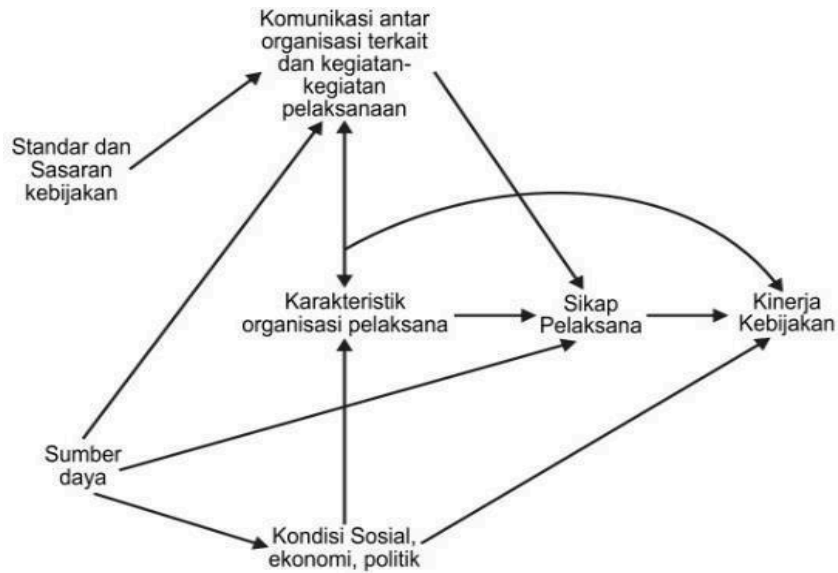 Komunikasi antar
organisasi terkait
dan kegiatan-
kegiatan
pelaksanaan
Standar dan
Sasaran
kebijakan
Karakteristik
organisasi pelaksana
Sikap
Pelaksana
Kinerja
Kebijakan
Sumber
daya
Kondisi Sosial,
ekonomi, politik